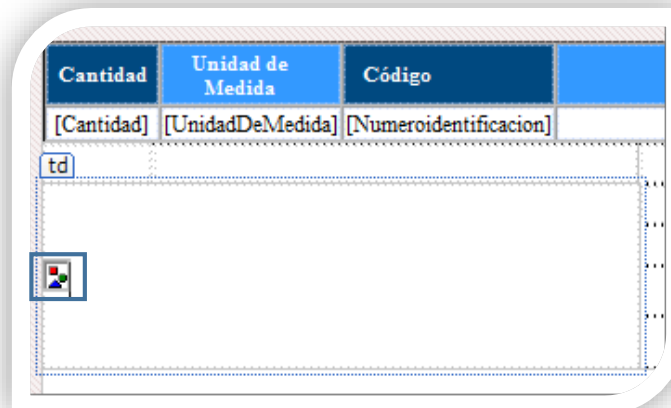 Cantidad
Unidad de
Medida
Código
[Cantidad]
[UnidadDeMedida]
[Numeroidentificacion]
td